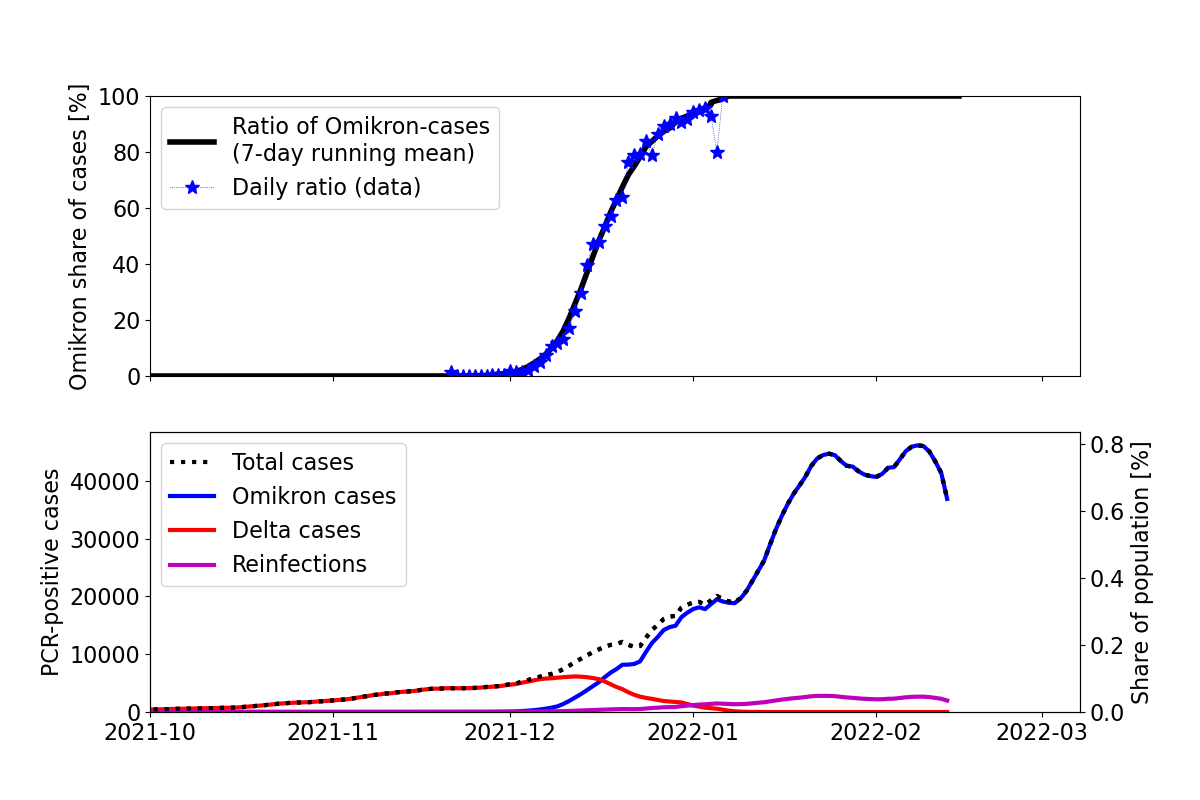 Omikron share of cases [%]
100
80
60
40
20
0
Ratio of Omikron-cases
(7-day running mean)
Daily ratio (data)
PCR-positive cases
40000
30000
20000
10000
0
Total cases
Omikron cases
Delta cases
Reinfections
0.8
0.6
0.4
0.2
0.0
Share of population [%]
2021-10
2021-11
2021-12
2022-01
2022-02
2022-03